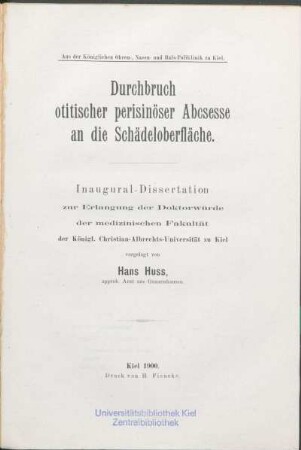 Aus der Königlichen Ohren-, Nasen- und Hals-Poliklinik zu Kiel.
Durchbruch
otitischer perisinöser Abcsesse
an die Schädeloberfläche.
Inaugural-Dissertation
zur Erlangung der Doktorwürde
der medizinischen Fakultät
der Königl. Christian-Albrechts-Universität zu Kiel
vorgelegt von
Hans Huss,
approb. Arzt aus
Kiel 1900.
Druck von H. Fiencke.
Universitätsbibliothek Kiel
Zentralbibliothek